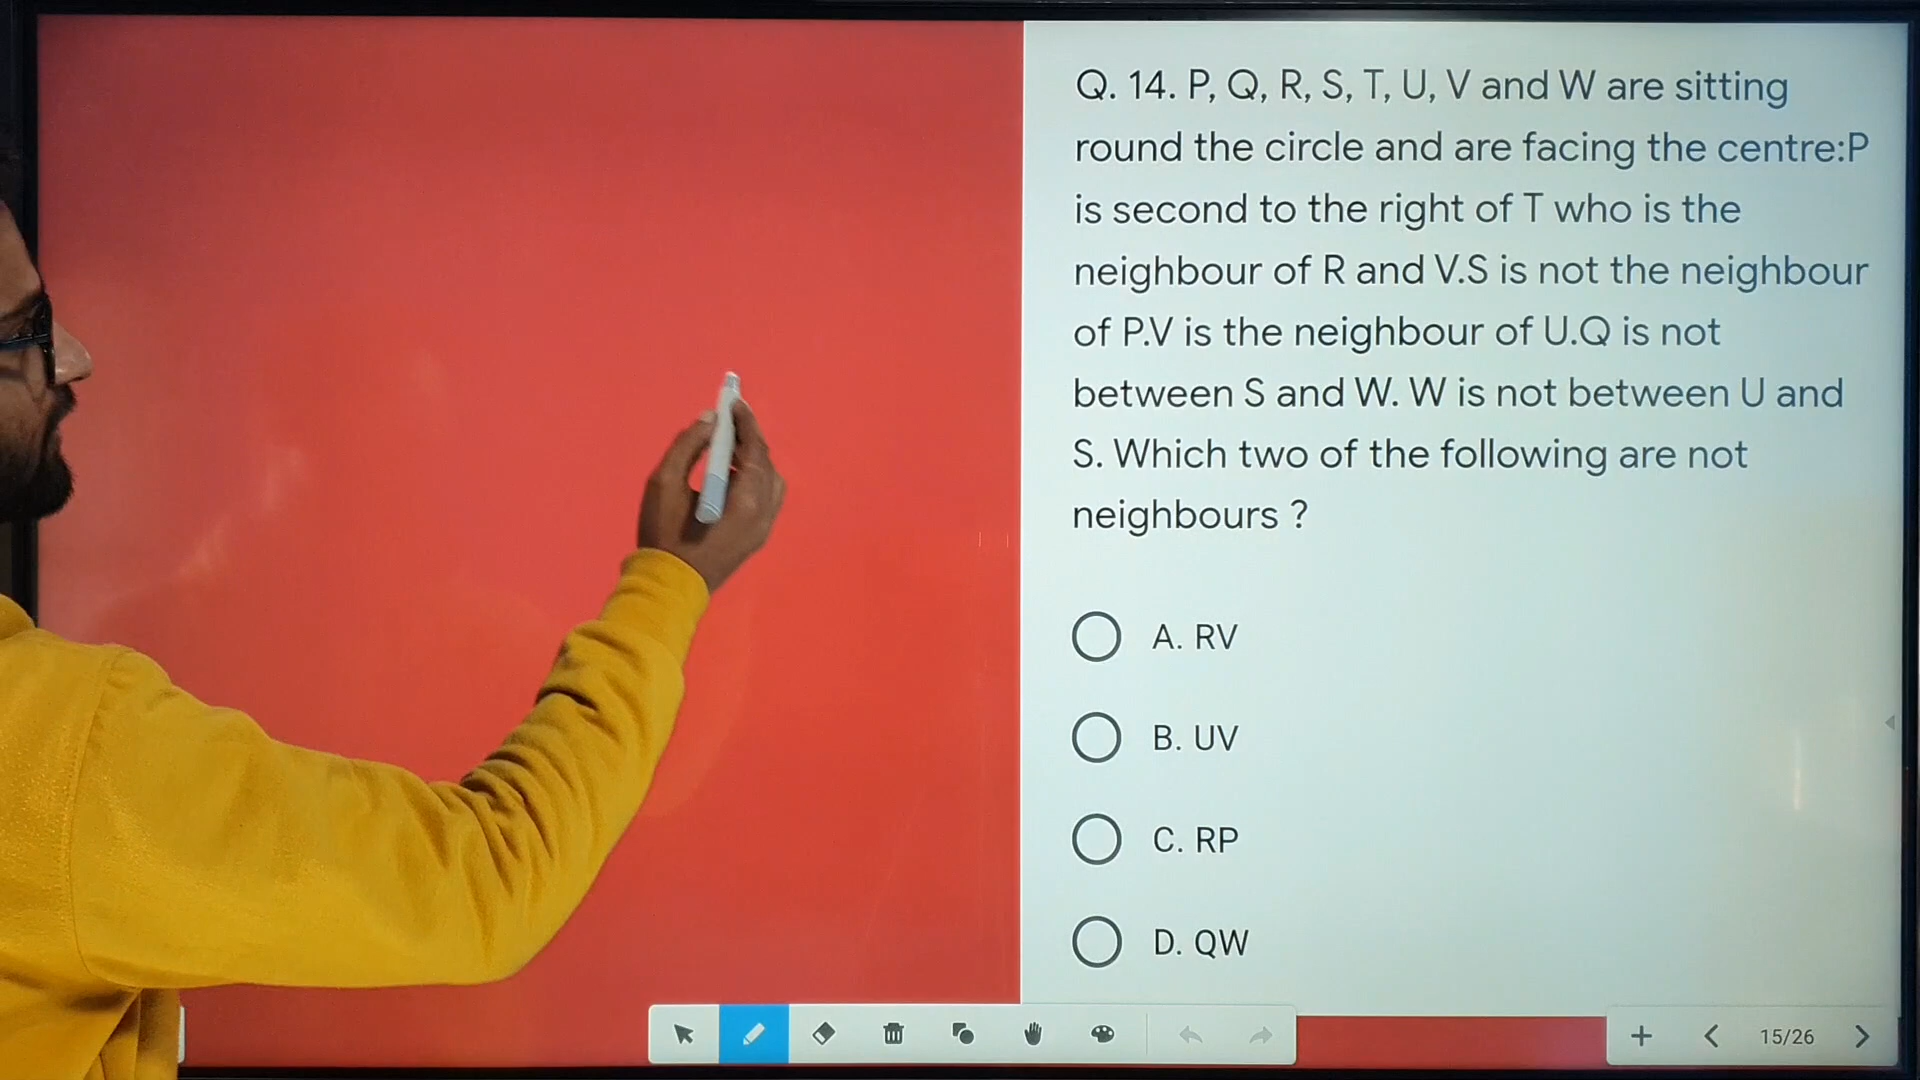 Q. 14. P, Q, R, S, T, U, V and W are sitting
round the circle and are facing the centre:P
is second to the right of T who is the
neighbour of R and V.S is not the neighbour
of P.V is the neighbour of U.Q is not
between S and W. W is not between U and
S. Which two of the following are not
neighbours ?
A. RV
B. UV
C. RP
D. QW
15/26